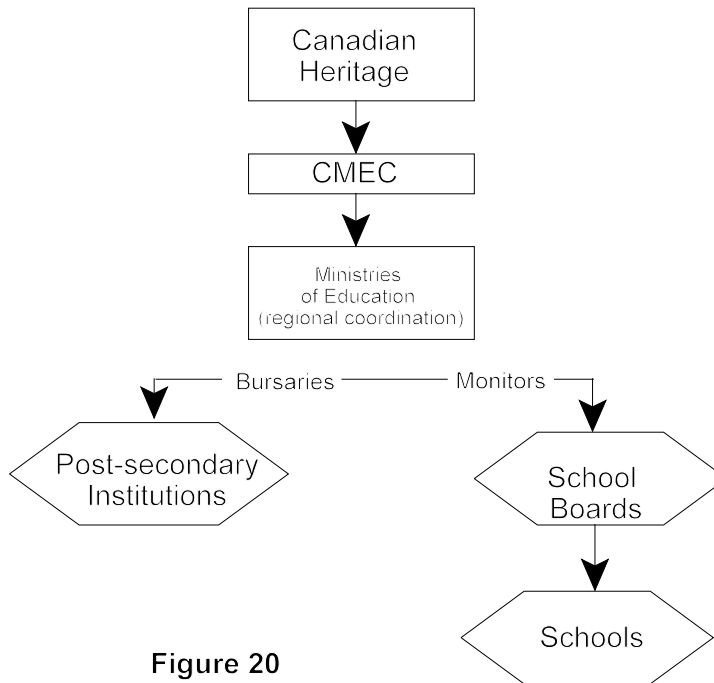 Canadian
Heritage
CMEC
Ministries
of Education
(regional coordination)
Bursaries
Monitors
Post-secondary
Institutions
School
Boards
Schools
Figure 20